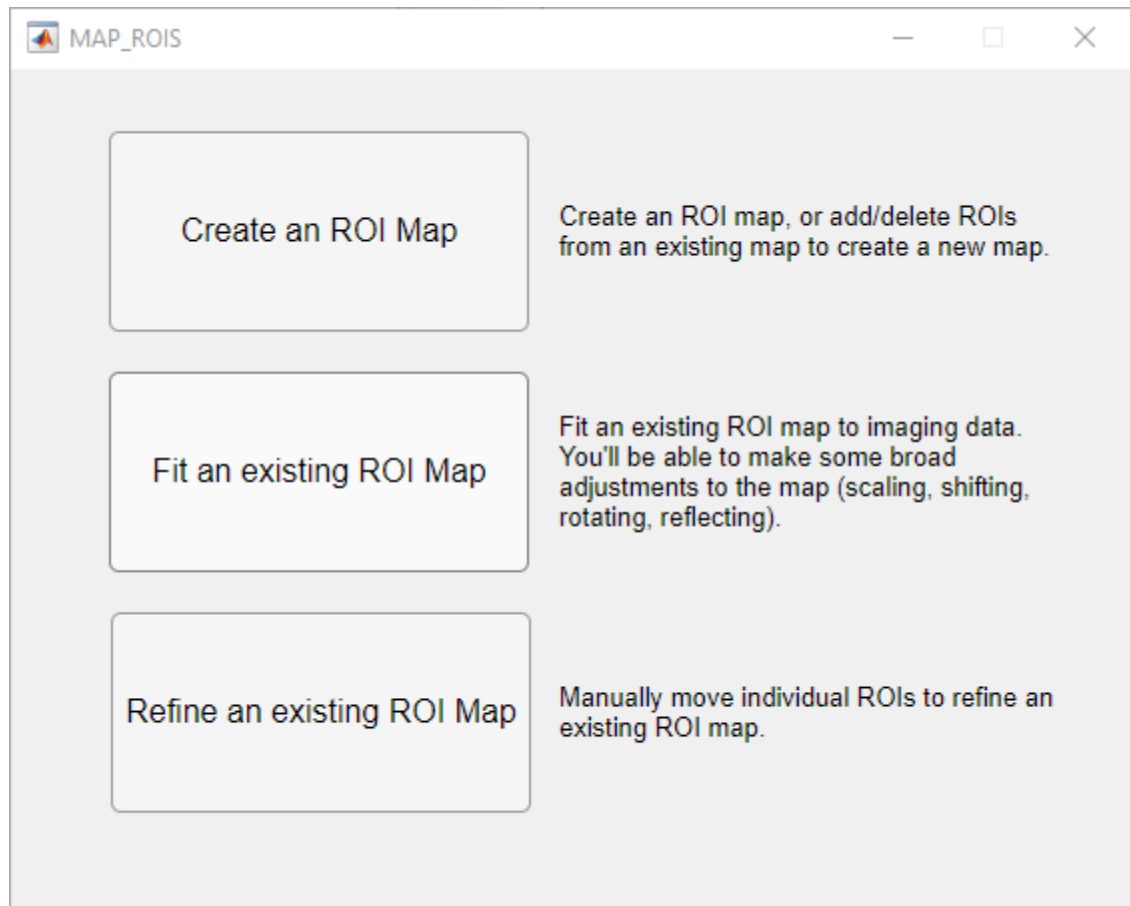 MAP_ROIS
Create an ROI Map
Create an ROI map, or add/delete ROIs
from an existing map to create a new map.
Fit an existing ROI Map
Fit an existing ROI map to imaging data.
You'll be able to make some broad
adjustments to the map (scaling, shifting,
rotating, reflecting).
Refine an existing ROI Map
Manually move individual ROIs to refine an
existing ROI map.